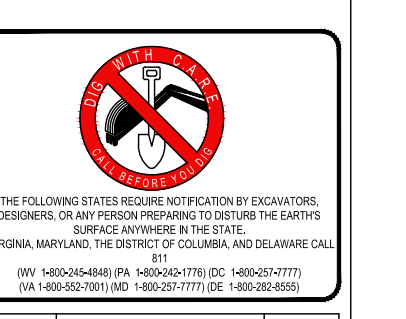 DIG WITH C.A.R.E.
CALL BEFORE YOU DIG
THE FOLLOWING STATES REQUIRE NOTIFICATION BY EXCAVATORS,
DESIGNERS, OR ANY PERSON PREPARING TO DISTURB THE EARTH'S
SURFACE ANYWHERE IN THE STATE.
RGINIA, MARYLAND, THE DISTRICT OF COLUMBIA, AND DELAWARE CALL
811
(WV 1-800-245-4848) (PA 1-800-242-1776) (DC 1-800-257-7777)
(VA 1-800-552-7001) (MD 1-800-257-7777) (DE 1-800-282-8555)